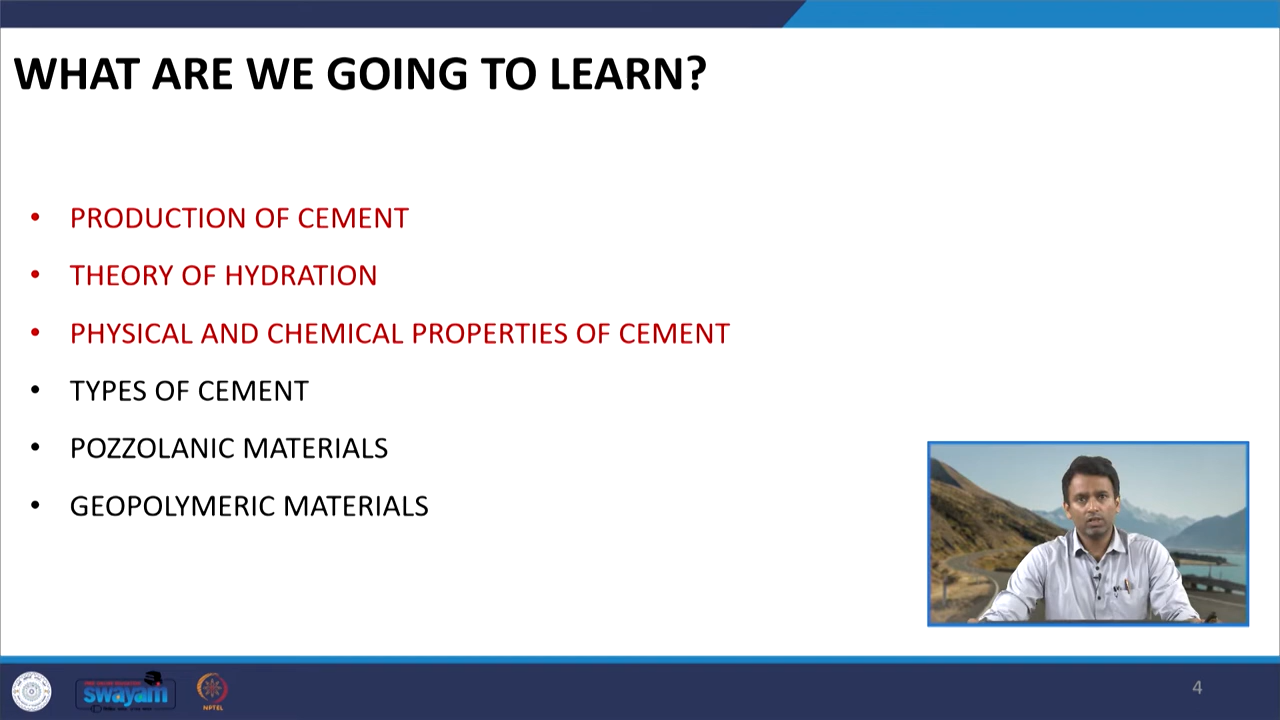 WHAT ARE WE GOING TO LEARN?
• PRODUCTION OF CEMENT
• THEORY OF HYDRATION
• PHYSICAL AND CHEMICAL PROPERTIES OF CEMENT
• TYPES OF CEMENT
• POZZOLANIC MATERIALS
• GEOPOLYMERIC MATERIALS
swayam
NPTEL
4